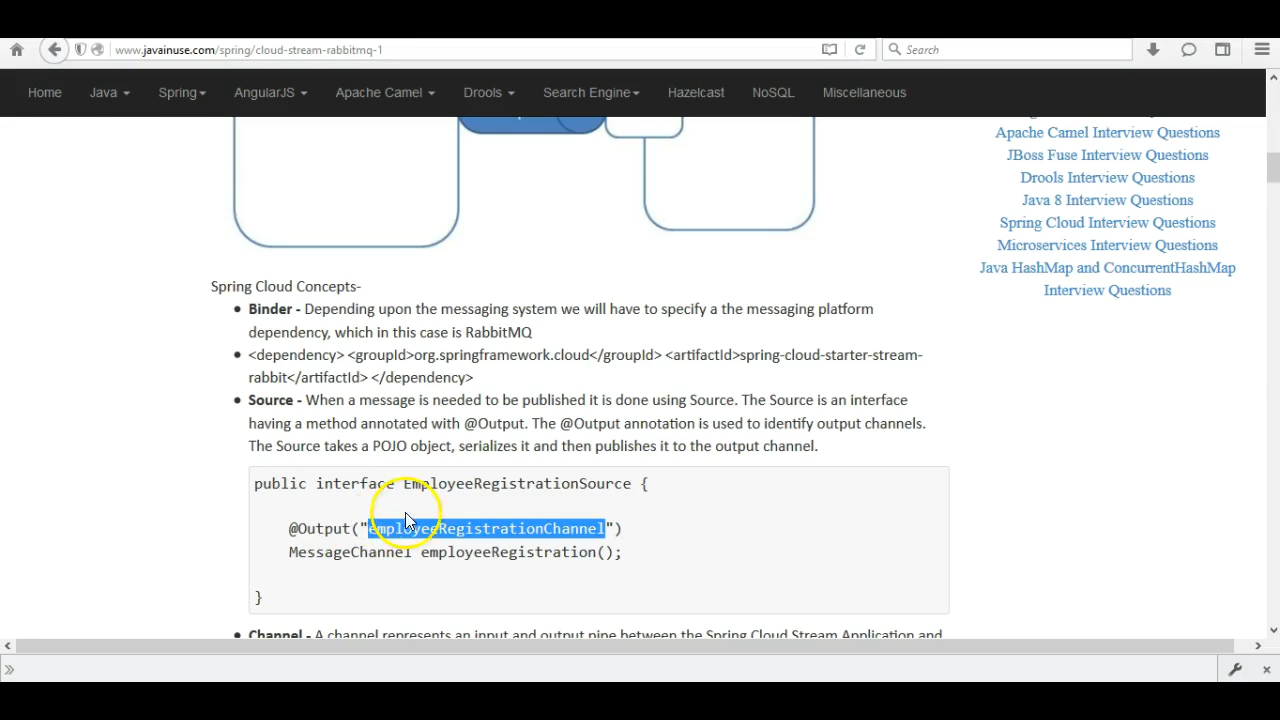 www.javainuse.com/spring/cloud-stream-rabbitmq-1
Search
Home Java Spring AngularJS Apache Camel Drools Search Engine Hazelcast NoSQL Miscellaneous
Apache Camel Interview Questions
JBoss Fuse Interview Questions
Drools Interview Questions
Java 8 Interview Questions
Spring Cloud Interview Questions
Microservices Interview Questions
Java HashMap and ConcurrentHashMap
Interview Questions
Spring Cloud Concepts-
• Binder - Depending upon the messaging system we will have to specify a the messaging platform
dependency, which in this case is RabbitMQ
• <dependency> <groupId>org.springframework.cloud</groupId> <artifactId>spring-cloud-starter-stream-
rabbit</artifactId> </dependency>
• Source - When a message is needed to be published it is done using Source. The Source is an interface
having a method annotated with @Output. The @Output annotation is used to identify output channels.
The Source takes a POJO object, serializes it and then publishes it to the output channel.
public interface EmployeeRegistrationSource {
@Output("employeeRegistrationChannel")
MessageChannel employeeRegistration();
}
• Channel - A channel represents an input and output pipe between the Spring Cloud Stream Application and